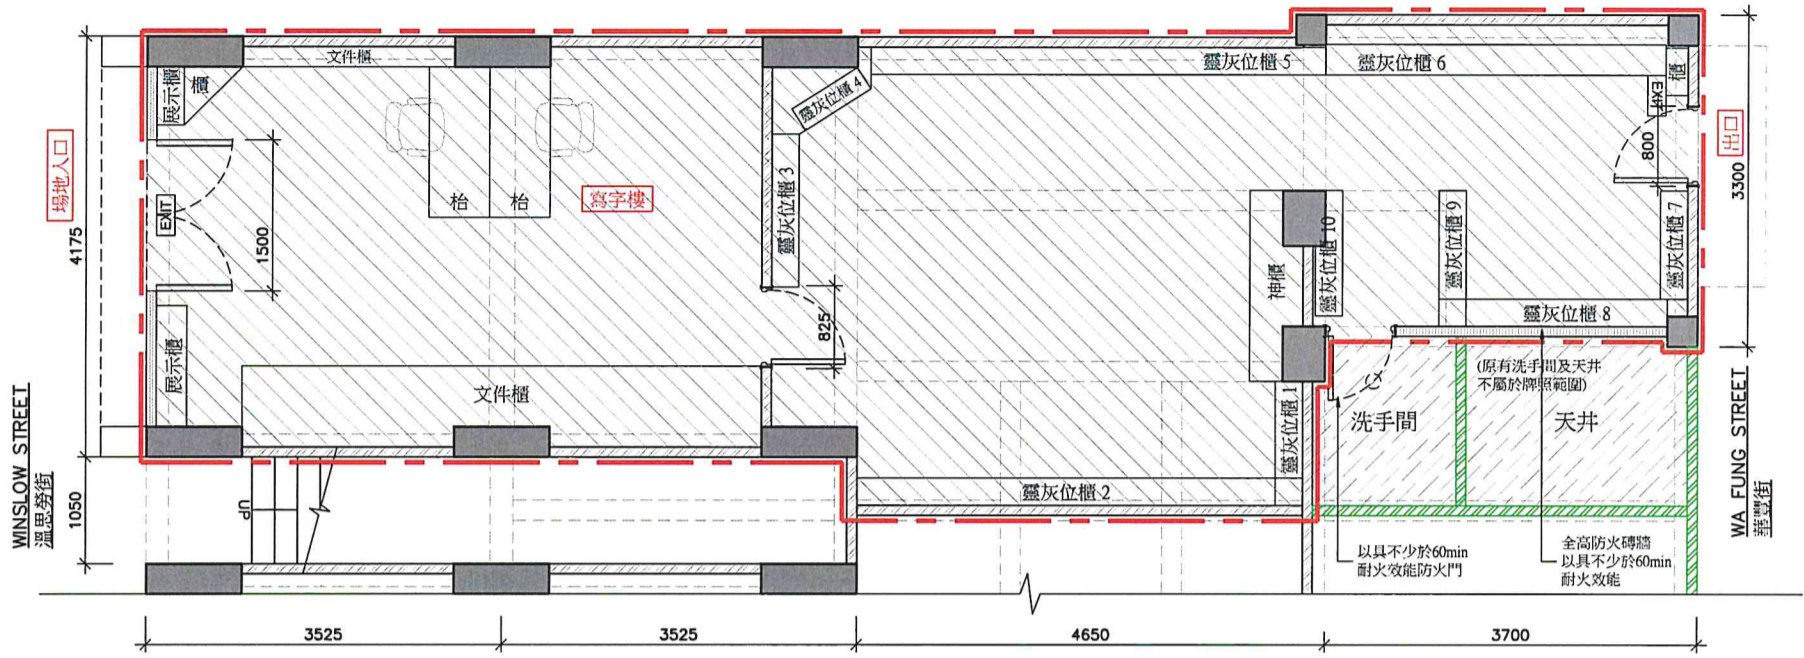 文件櫃
靈灰位櫃 5
靈灰位櫃 6
展示櫃
櫃
靈灰位櫃 4
櫃
EXIT
場地入口
出口
800
3300
枱
枱
寫字樓
靈灰位櫃 3
EXIT
4175
1500
825
神櫃
靈灰位櫃 10
靈灰位櫃 9
靈灰位櫃 7
靈灰位櫃 8
展示櫃
文件櫃
(原有洗手間及天井
不屬於牌照範圍)
洗手間
天井
靈灰位櫃 1
靈灰位櫃 2
WINSLOW STREET
溫思勞街
WA FUNG STREET
華豐街
1050
UP
以具不少於60min
耐火效能防火門
全高防火磚牆
以具不少於60min
耐火效能
3525
3525
4650
3700